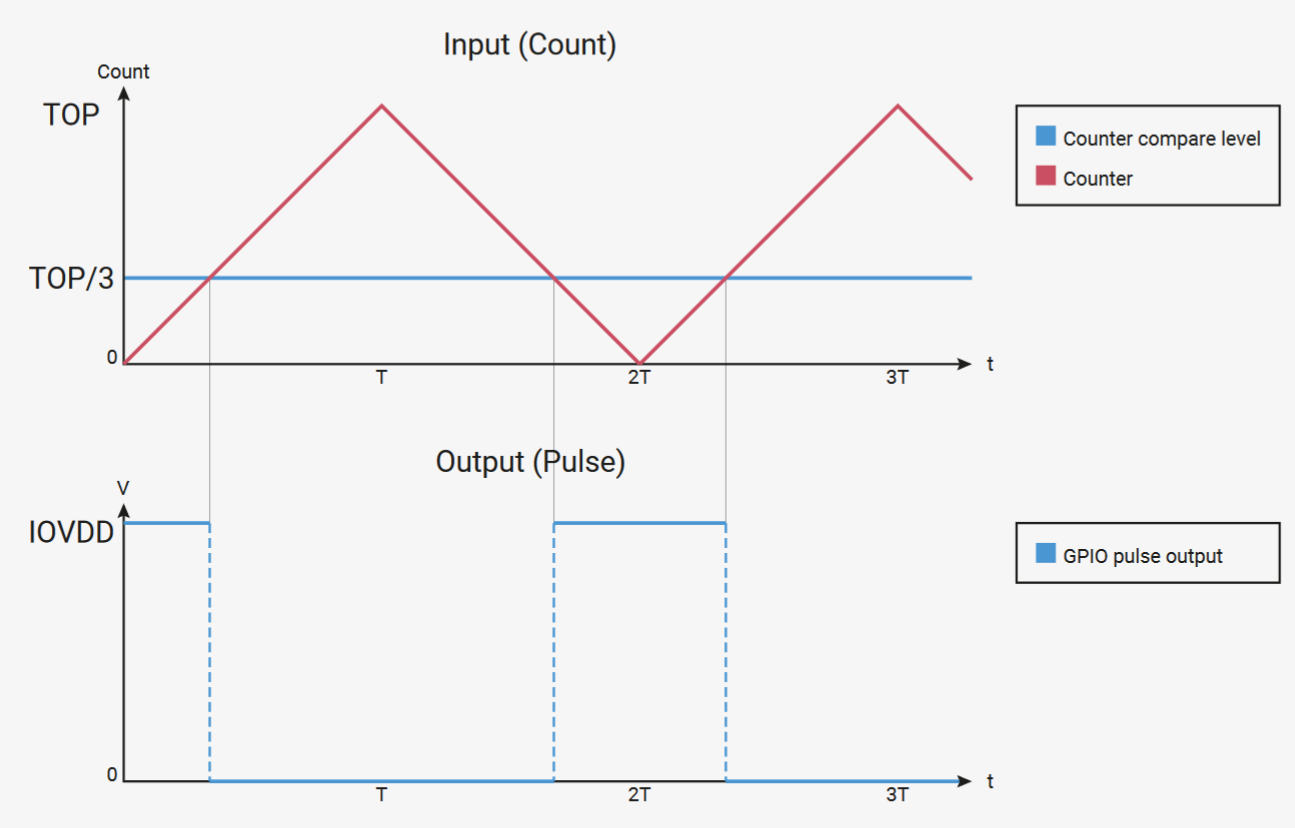 Input (Count)
Count
TOP
TOP/3
0
T
2T
3T
t
Counter compare level
Counter
Output (Pulse)
V
IOVDD
0
T
2T
3T
t
GPIO pulse output